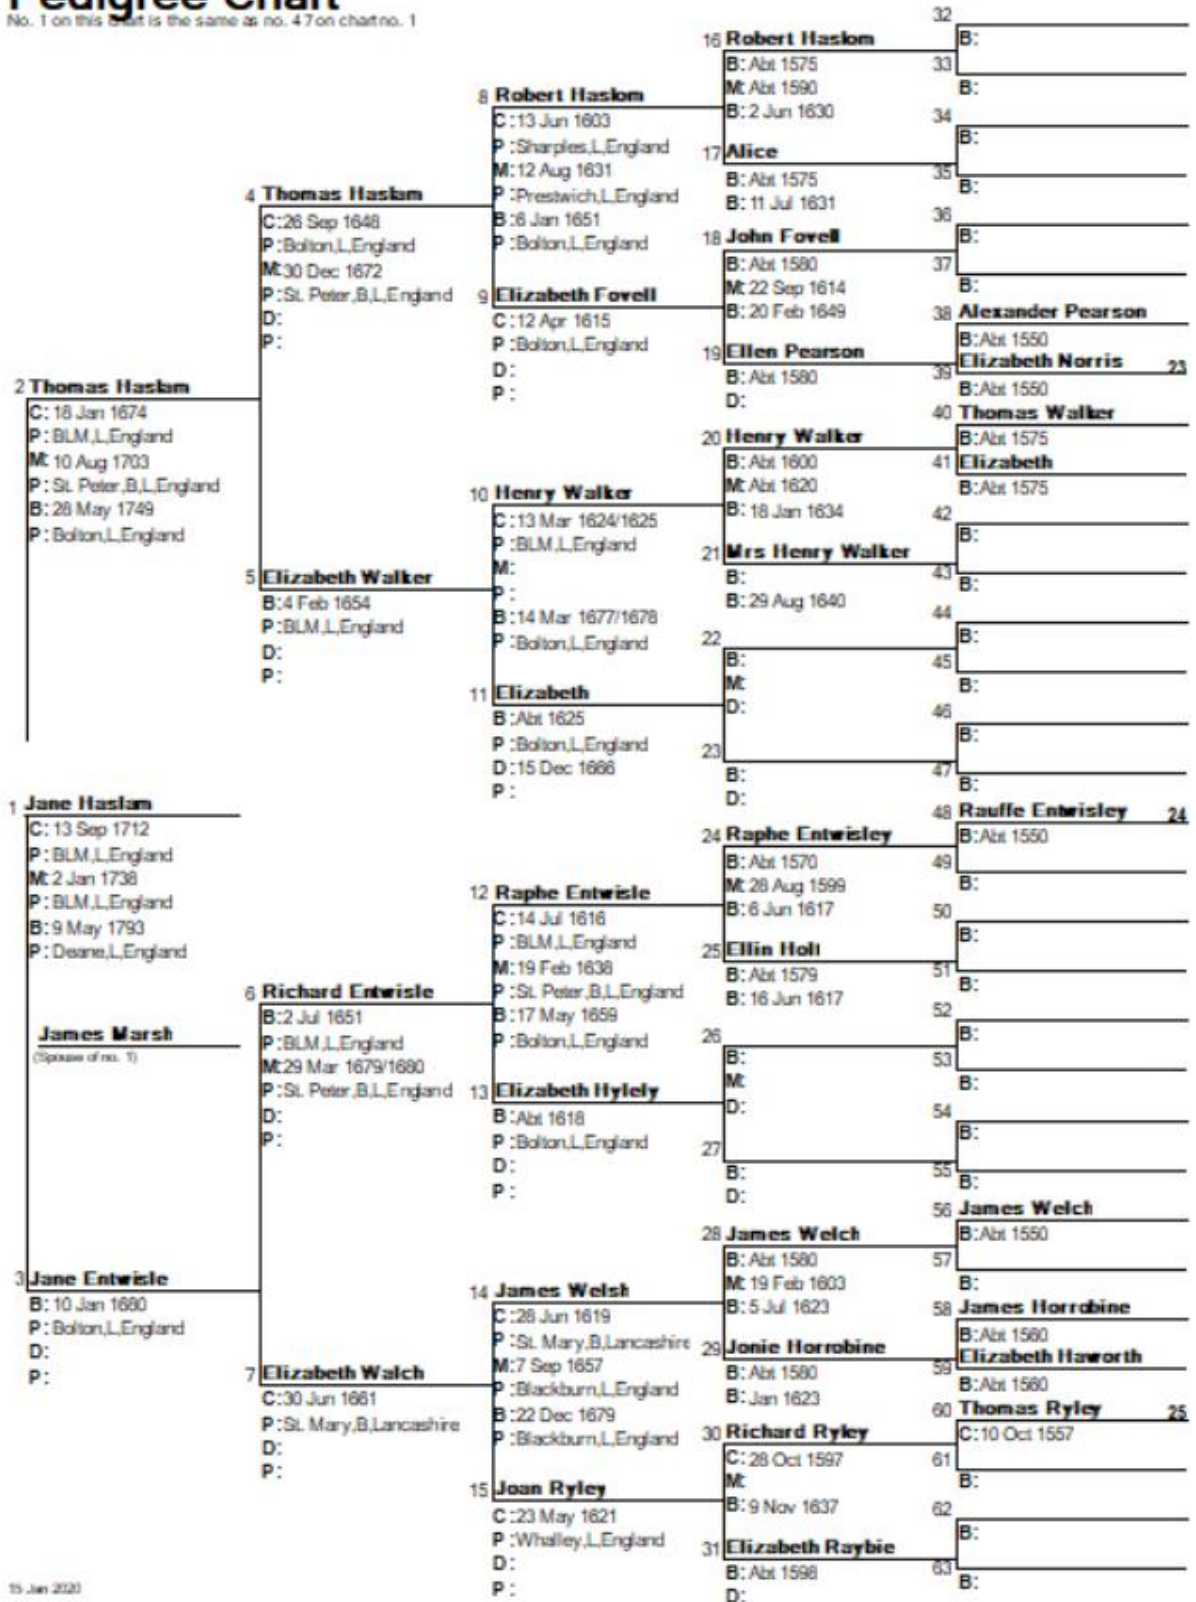 Pedigree Chart
No. 1 on this chart is the same as no. 47 on chart no. 1
2 Thomas Haslam
C: 18 Jan 1674
P: BLM,L,England
M: 10 Aug 1703
P: St. Peter,B,L,England
B: 28 May 1749
P: Bolton,L,England
1 Jane Haslam
C: 13 Sep 1712
P: BLM,L,England
M: 2 Jan 1738
P: BLM,L,England
B: 9 May 1793
P: Deane,L,England
James Marsh
(Spouse of no. 1)
3 Jane Entwisle
B: 10 Jan 1680
P: Bolton,L,England
D:
P:
15 Jan 2020
4 Thomas Haslam
C: 26 Sep 1648
P: Bolton,L,England
M: 30 Dec 1672
P: St. Peter,B,L,England
D:
P:
5 Elizabeth Walker
B: 4 Feb 1654
P: BLM,L,England
D:
P:
6 Richard Entwisle
B: 2 Jul 1651
P: BLM,L,England
M: 29 Mar 1679/1680
P: St. Peter,B,L,England
D:
P:
7 Elizabeth Walch
C: 30 Jun 1661
P: St. Mary,B,Lancashire
D:
P:
8 Robert Haslom
C: 13 Jun 1603
P: Sharples,L,England
M: 12 Aug 1631
P: Prestwich,L,England
B: 6 Jan 1651
P: Bolton,L,England
9 Elizabeth Fovell
C: 12 Apr 1615
P: Bolton,L,England
D:
P:
10 Henry Walker
C: 13 Mar 1624/1625
P: BLM,L,England
M:
P:
B: 14 Mar 1677/1678
P: Bolton,L,England
11 Elizabeth
B: Abt 1625
P: Bolton,L,England
D: 15 Dec 1666
P:
12 Raphe Entwisle
C: 14 Jul 1616
P: BLM,L,England
M: 19 Feb 1638
P: St. Peter,B,L,England
B: 17 May 1659
P: Bolton,L,England
13 Elizabeth Hylely
B: Abt 1618
P: Bolton,L,England
D:
P:
14 James Welsh
C: 28 Jun 1619
P: St. Mary,B,Lancashire
M: 7 Sep 1657
P: Blackburn,L,England
B: 22 Dec 1679
P: Blackburn,L,England
15 Joan Ryley
C: 23 May 1621
P: Whalley,L,England
D:
P:
16 Robert Haslom
B: Abt 1575
M: Abt 1590
B: 2 Jun 1630
17 Alice
B: Abt 1575
B: 11 Jul 1631
18 John Fovell
B: Abt 1580
M: 22 Sep 1614
B: 20 Feb 1649
19 Ellen Pearson
B: Abt 1580
D:
20 Henry Walker
B: Abt 1600
M: Abt 1620
B: 18 Jan 1634
21 Mrs Henry Walker
B:
B: 29 Aug 1640
22
B:
M:
D:
23
B:
D:
24 Raphe Entwisley
B: Abt 1570
M: 28 Aug 1599
B: 6 Jun 1617
25 Ellin Holt
B: Abt 1579
B: 16 Jun 1617
26
B:
M:
D:
27
B:
D:
28 James Welch
B: Abt 1580
M: 19 Feb 1603
B: 5 Jul 1623
29 Jonie Horrobine
B: Abt 1580
B: Jan 1623
30 Richard Ryley
C: 28 Oct 1597
M:
B: 9 Nov 1637
31 Elizabeth Raybie
B: Abt 1598
D:
32
B:
33
B:
34
B:
35
B:
36
B:
37
B:
38 Alexander Pearson
B: Abt 1550
39 Elizabeth Norris 23
B: Abt 1550
40 Thomas Walker
B: Abt 1575
41 Elizabeth
B: Abt 1575
42
B:
43
B:
44
B:
45
B:
46
B:
47
B:
48 Rauffe Entwisley 24
B: Abt 1550
49
B:
50
B:
51
B:
52
B:
53
B:
54
B:
55
B:
56 James Welch
B: Abt 1550
57
B:
58 James Horrobine
B: Abt 1560
59 Elizabeth Haworth
B: Abt 1560
60 Thomas Ryley 25
C: 10 Oct 1557
61
B:
62
B:
63
B: